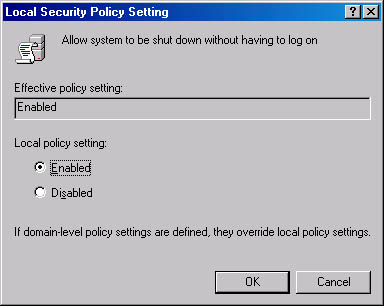 Local Security Policy Setting
Allow system to be shut down without having to log on
Effective policy setting:
Enabled
Local policy setting:
Enabled
Disabled
If domain-level policy settings are defined, they override local policy settings.
OK
Cancel